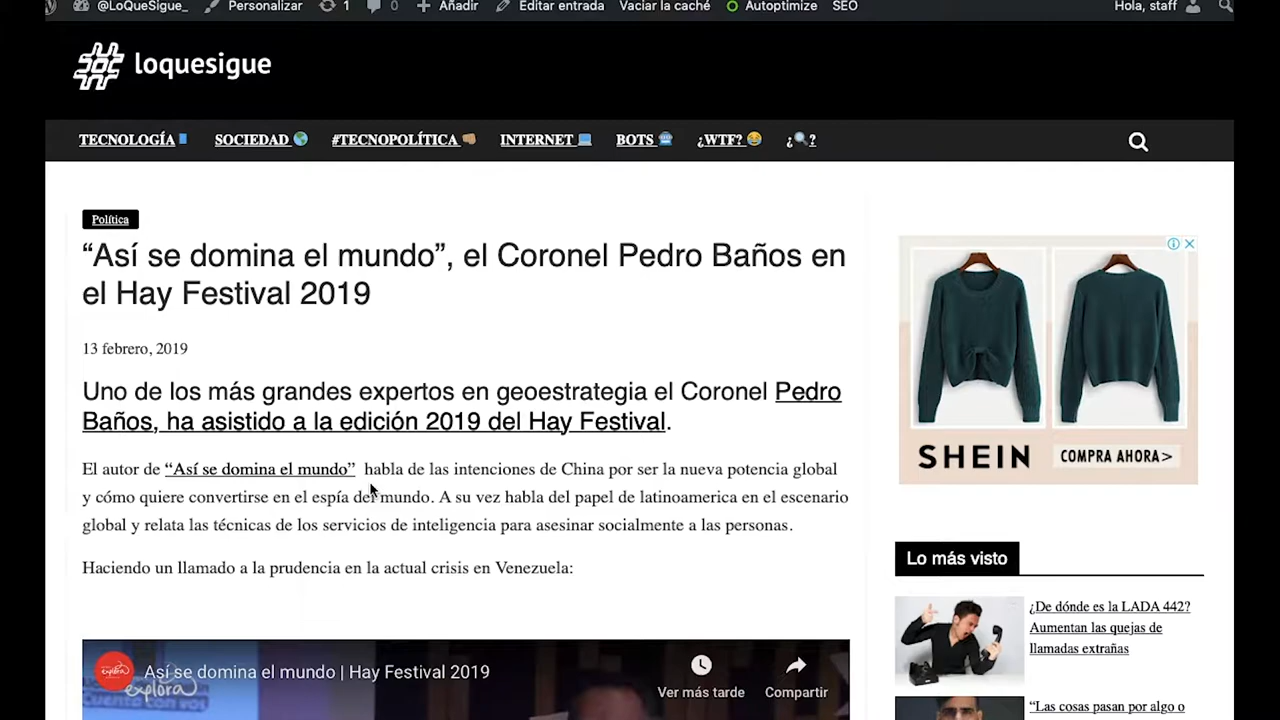 @LoQueSigue_ Personalizar 1 0 Añadir Editar entrada Vaciar la caché Autoptimize SEO Hola, staff
loquesigue
TECNOLOGÍA SOCIEDAD #TECNOPOLÍTICA INTERNET BOTS ¿WTF? ¿?
Política
“Así se domina el mundo”, el Coronel Pedro Baños en
el Hay Festival 2019
13 febrero, 2019
Uno de los más grandes expertos en geoestrategia el Coronel Pedro
Baños, ha asistido a la edición 2019 del Hay Festival.
El autor de “Así se domina el mundo” habla de las intenciones de China por ser la nueva potencia global
y cómo quiere convertirse en el espía del mundo. A su vez habla del papel de latinoamerica en el escenario
global y relata las técnicas de los servicios de inteligencia para asesinar socialmente a las personas.
Haciendo un llamado a la prudencia en la actual crisis en Venezuela:
explora
Así se domina el mundo | Hay Festival 2019
Ver más tarde
Compartir
explora
Cuenta con vos
SHEIN
COMPRA AHORA>
Lo más visto
¿De dónde es la LADA 442?
Aumentan las quejas de
llamadas extrañas
“Las cosas pasan por algo o